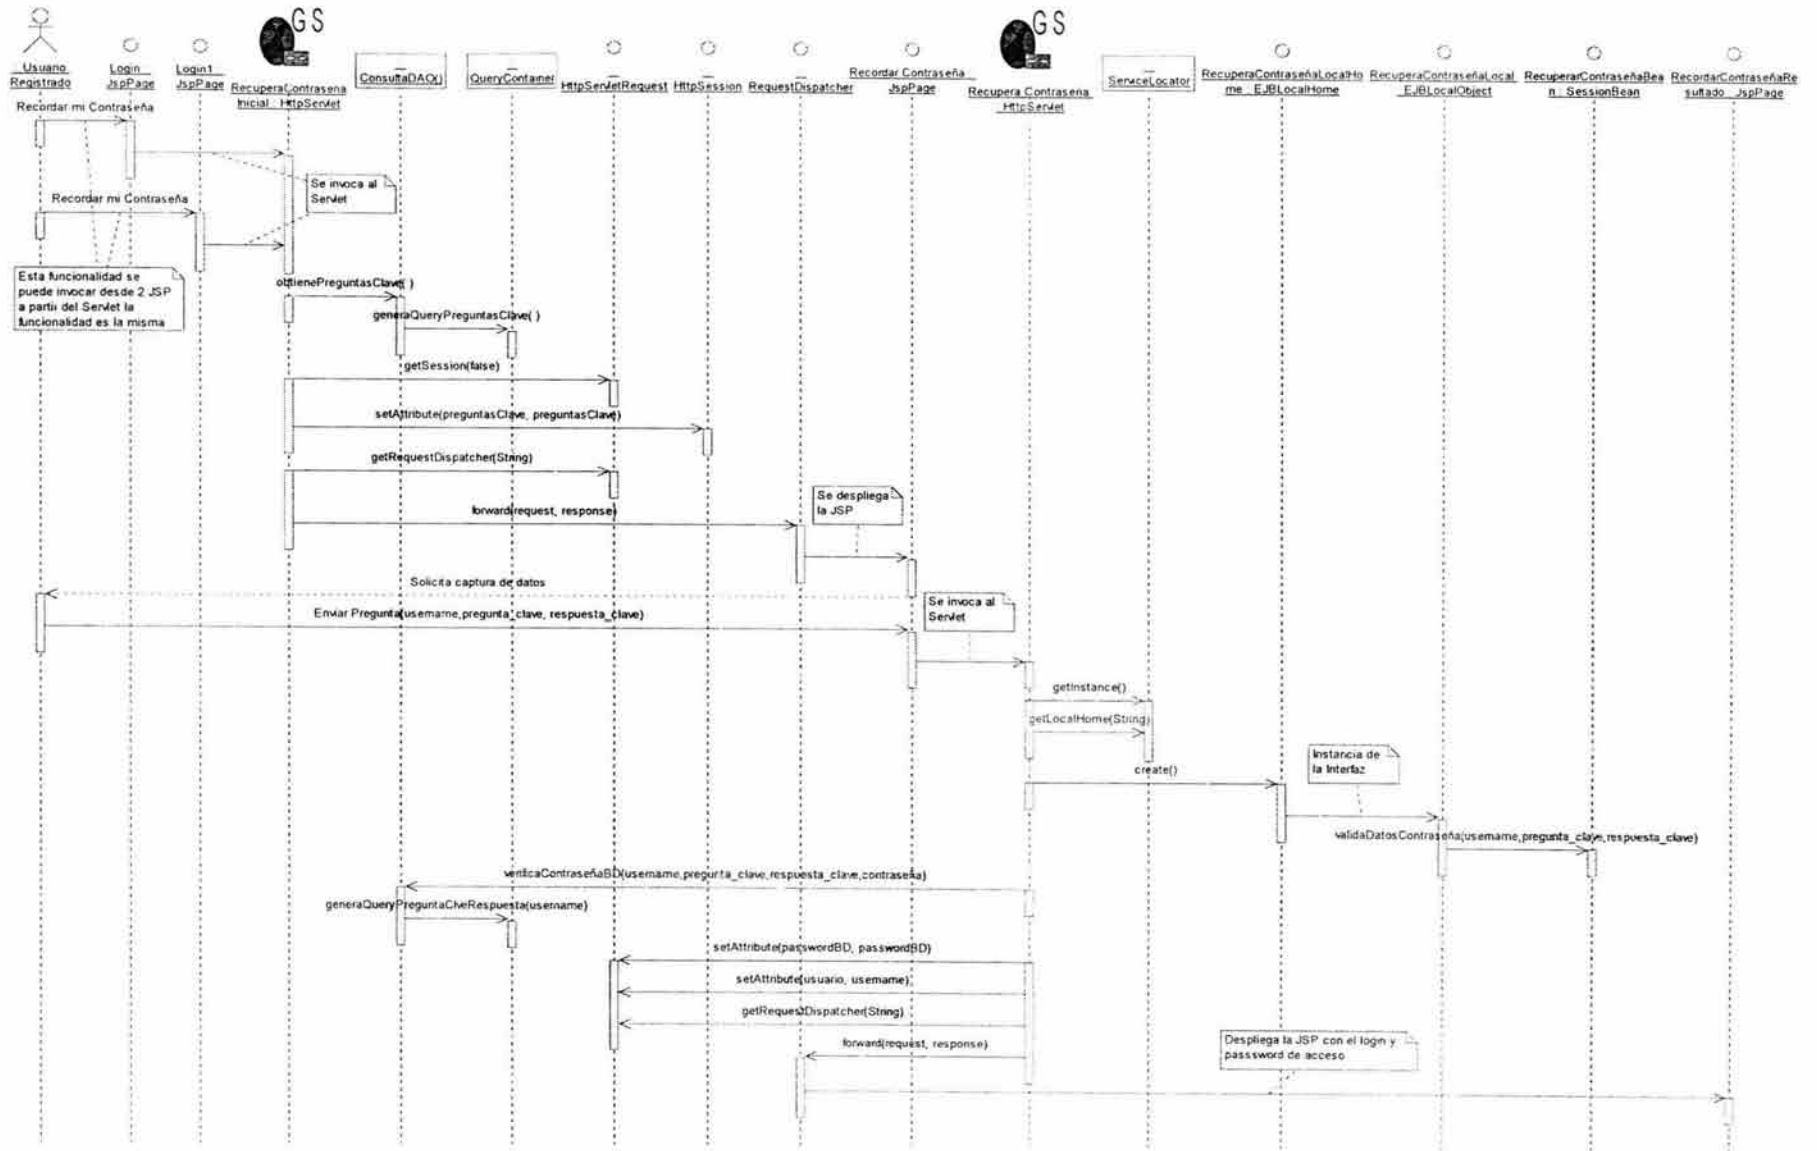 GS
GS
Usuario
Registrado
Login
JspPage
Login1
JspPage
RecuperaContrasena
Inicial : HttpServlet
ConsultaDAO()
QueryContainer
HttpServletRequest
HttpSession
RequestDispatcher
Recordar Contraseña
JspPage
Recupera Contrasena
HttpServlet
ServiceLocator
RecuperaContraseñaLocalHo
me EJBLocalHome
RecuperaContraseñaLocal
EJBLocalObject
RecuperarContraseñaBea
n : SessionBean
RecordarContraseñaRe
sultado JspPage
Recordar mi Contraseña
Se invoca al
Servlet
Recordar mi Contraseña
Esta funcionalidad se
puede invocar desde 2 JSP
a partir del Servlet la
funcionalidad es la misma
obtienePreguntasClave( )
generaQueryPreguntasClave( )
getSession(false)
setAttribute(preguntasClave, preguntasClave)
getRequestDispatcher(String)
forward(request, response)
Se despliega
la JSP
Solicita captura de datos
Enviar Pregunta(username,pregunta_clave, respuesta_clave)
Se invoca al
Servlet
getInstance()
getLocalHome(String)
create()
Instancia de
la Interfaz
validaDatosContraseña(username,pregunta_clave,respuesta_clave)
verificaContraseñaBD(username,pregunta_clave,respuesta_clave,contraseña)
generaQueryPreguntaClveRespuesta(username)
setAttribute(passwordBD, passwordBD)
setAttribute(usuario, username)
getRequestDispatcher(String)
forward(request, response)
Despliega la JSP con el login y
passsword de acceso